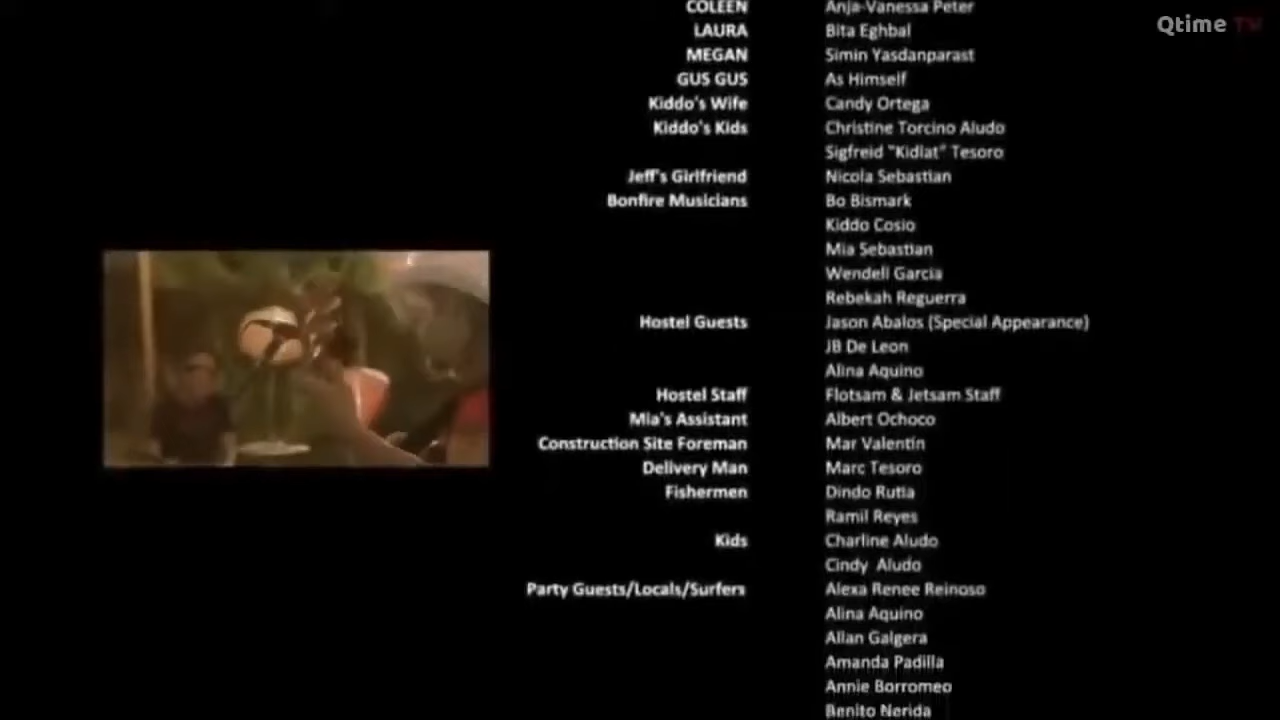 Qtime TV
COLEEN Anja-Vanessa Peter
LAURA Bita Eghbal
MEGAN Simin Yasdanparast
GUS GUS As Himself
Kiddo's Wife Candy Ortega
Kiddo's Kids Christine Torcino Aludo
Sigfreid "Kidlat" Tesoro
Jeff's Girlfriend Nicola Sebastian
Bonfire Musicians Bo Bismark
Kiddo Cosio
Mia Sebastian
Wendell Garcia
Rebekah Reguerra
Hostel Guests Jason Abalos (Special Appearance)
JB De Leon
Alina Aquino
Hostel Staff Flotsam & Jetsam Staff
Mia's Assistant Albert Ochoco
Construction Site Foreman Mar Valentin
Delivery Man Marc Tesoro
Fishermen Dindo Rutia
Ramil Reyes
Kids Charline Aludo
Cindy Aludo
Party Guests/Locals/Surfers Alexa Renee Reinoso
Alina Aquino
Allan Galgera
Amanda Padilla
Annie Borromeo
Benito Nerida